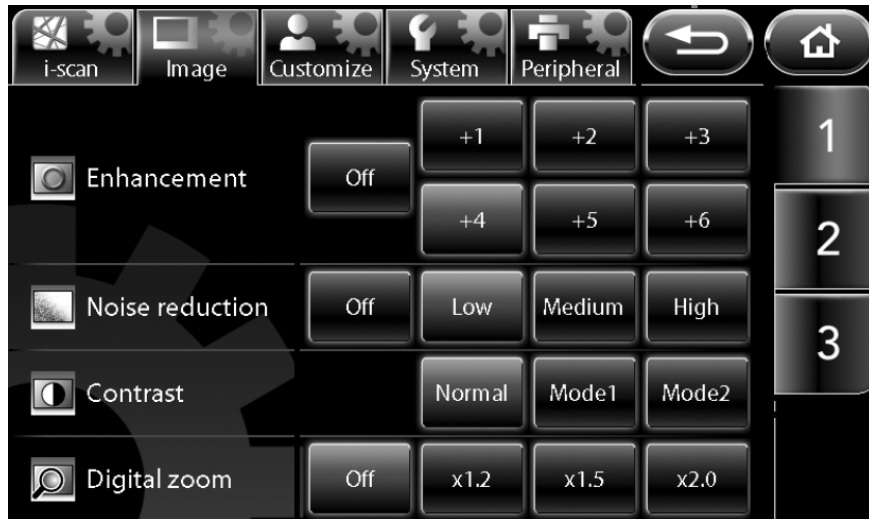 i-scan Image Customize System Peripheral
1
2
3
Enhancement Off +1 +2 +3
+4 +5 +6
Noise reduction Off Low Medium High
Contrast Normal Mode1 Mode2
Digital zoom Off x1.2 x1.5 x2.0